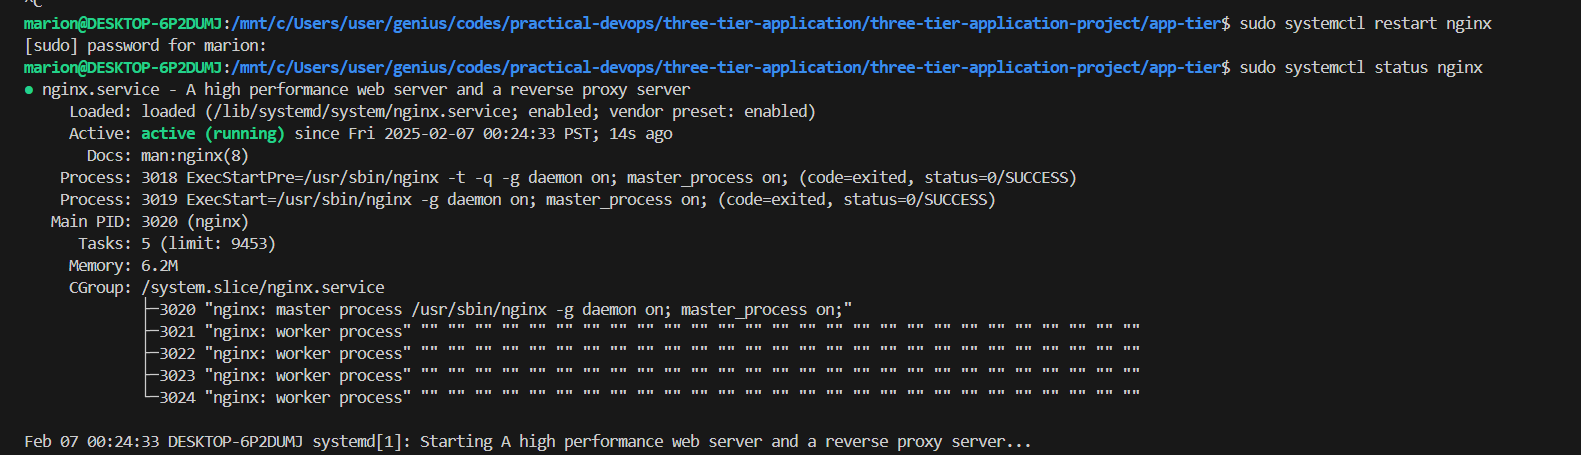 ^C
marion@DESKTOP-6P2DUMJ:/mnt/c/Users/user/genius/codes/practical-devops/three-tier-application/three-tier-application-project/app-tier$ sudo systemctl restart nginx
[sudo] password for marion:
marion@DESKTOP-6P2DUMJ:/mnt/c/Users/user/genius/codes/practical-devops/three-tier-application/three-tier-application-project/app-tier$ sudo systemctl status nginx
● nginx.service - A high performance web server and a reverse proxy server
     Loaded: loaded (/lib/systemd/system/nginx.service; enabled; vendor preset: enabled)
     Active: active (running) since Fri 2025-02-07 00:24:33 PST; 14s ago
       Docs: man:nginx(8)
    Process: 3018 ExecStartPre=/usr/sbin/nginx -t -q -g daemon on; master_process on; (code=exited, status=0/SUCCESS)
    Process: 3019 ExecStart=/usr/sbin/nginx -g daemon on; master_process on; (code=exited, status=0/SUCCESS)
   Main PID: 3020 (nginx)
      Tasks: 5 (limit: 9453)
     Memory: 6.2M
     CGroup: /system.slice/nginx.service
             ├─3020 "nginx: master process /usr/sbin/nginx -g daemon on; master_process on;"
             ├─3021 "nginx: worker process" "" "" "" "" "" "" "" "" "" "" "" "" "" "" "" "" "" "" "" "" "" "" "" "" "" "" ""
             ├─3022 "nginx: worker process" "" "" "" "" "" "" "" "" "" "" "" "" "" "" "" "" "" "" "" "" "" "" "" "" "" "" ""
             ├─3023 "nginx: worker process" "" "" "" "" "" "" "" "" "" "" "" "" "" "" "" "" "" "" "" "" "" "" "" "" "" "" ""
             └─3024 "nginx: worker process" "" "" "" "" "" "" "" "" "" "" "" "" "" "" "" "" "" "" "" "" "" "" "" "" "" "" ""
Feb 07 00:24:33 DESKTOP-6P2DUMJ systemd[1]: Starting A high performance web server and a reverse proxy server...